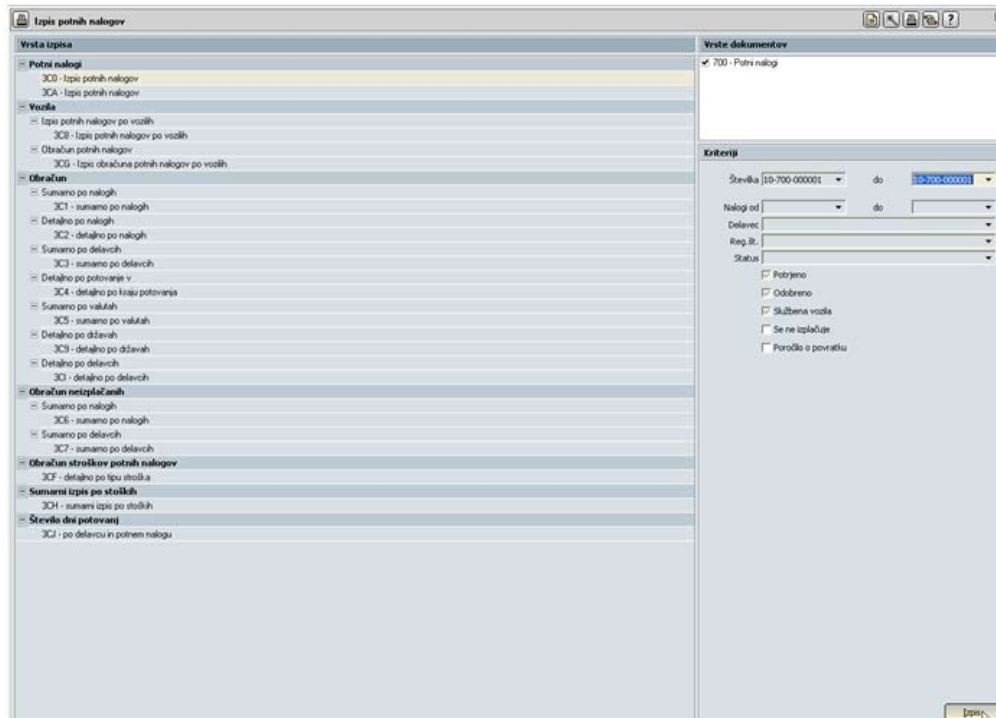 Izpis potnih nalogov
Vrsta izpisa
Potni nalogi
3C0 - Izpis potnih nalogov
3CA - Izpis potnih nalogov
Vozila
Izpis potnih nalogov po vozilih
3C8 - Izpis potnih nalogov po vozilih
Obračun potnih nalogov
3CG - Izpis obračuna potnih nalogov po vozilih
Obračun
Sumarno po nalogih
3C1 - sumarno po nalogih
Detajlno po nalogih
3C2 - detajlno po nalogih
Sumarno po delavcih
3C3 - sumarno po delavcih
Detajlno po potovanje v
3C4 - detajlno po kraju potovanja
Sumarno po valutah
3C5 - sumarno po valutah
Detajlno po državah
3C9 - detajlno po državah
Detajlno po delavcih
3CI - detajlno po delavcih
Obračun neizplačanih
Sumarno po nalogih
3C6 - sumarno po nalogih
Sumarno po delavcih
3C7 - sumarno po delavcih
Obračun stroškov potnih nalogov
3CF - detajlno po tipu stroška
Sumarni izpis po stoških
3CH - sumarni izpis po stoških
Število dni potovanj
3CJ - po delavcu in potnem nalogu
Vrste dokumentov
700 - Potni nalogi
Kriteriji
Številka 10-700-000001 do 10-700-000001
Nalogi od do
Delavec
Reg.št.
Status
Potrjeno
Odobreno
Službena vozila
Se ne izplačuje
Poročilo o povratku
Izpis